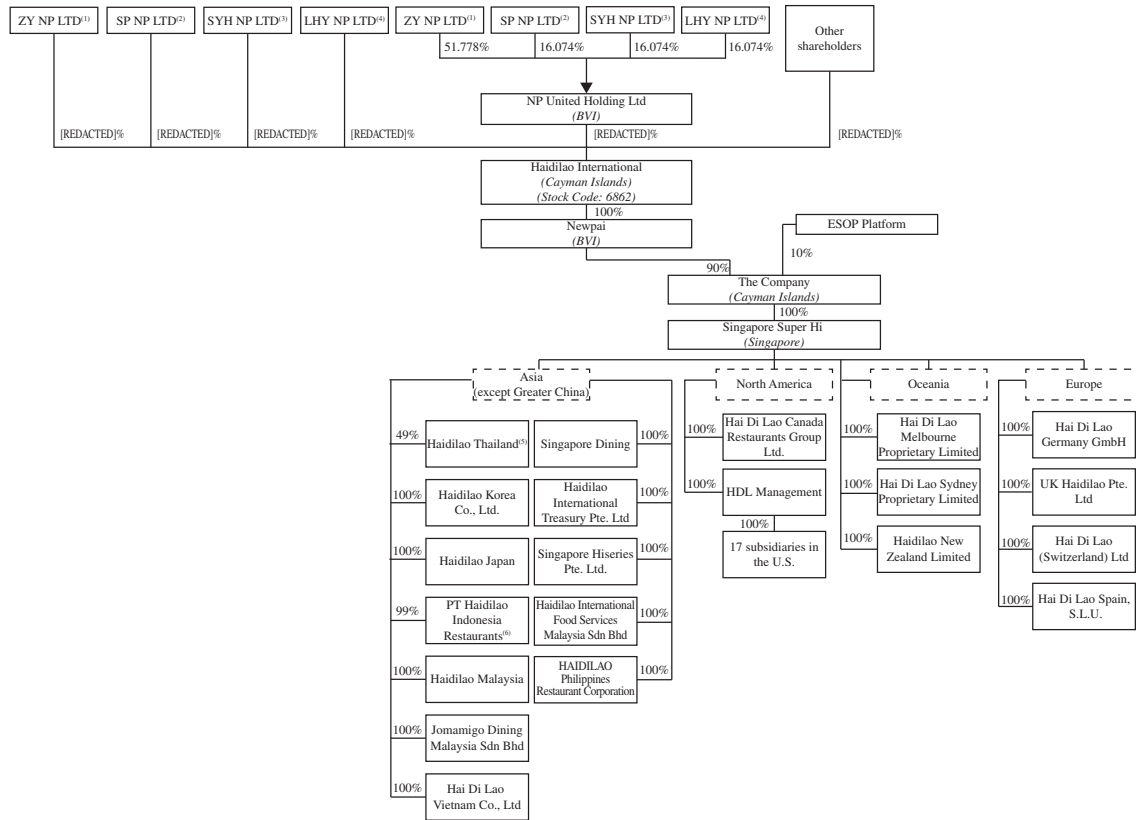 ZY NP LTD(1)
SP NP LTD(2)
SYH NP LTD(3)
LHY NP LTD(4)
ZY NP LTD(1)
SP NP LTD(2)
SYH NP LTD(3)
LHY NP LTD(4)
Other
shareholders
51.778%
16.074%
16.074%
16.074%
NP United Holding Ltd
(BVI)
[REDACTED]%
[REDACTED]%
[REDACTED]%
[REDACTED]%
[REDACTED]%
[REDACTED]%
Haidilao International
(Cayman Islands)
(Stock Code: 6862)
100%
Newpai
(BVI)
ESOP Platform
90%
10%
The Company
(Cayman Islands)
100%
Singapore Super Hi
(Singapore)
Asia
(except Greater China)
North America
Oceania
Europe
49%
Haidilao Thailand(5)
Singapore Dining
100%
100%
Haidilao Korea
Co., Ltd.
Haidilao
International
Treasury Pte. Ltd
100%
100%
Haidilao Japan
Singapore Hiseries
Pte. Ltd.
100%
99%
PT Haidilao
Indonesia
Restaurants(6)
Haidilao International
Food Services
Malaysia Sdn Bhd
100%
100%
Haidilao Malaysia
HAIDILAO
Philippines
Restaurant Corporation
100%
100%
Jomamigo Dining
Malaysia Sdn Bhd
100%
Hai Di Lao
Vietnam Co., Ltd
100%
Hai Di Lao Canada
Restaurants Group
Ltd.
100%
HDL Management
100%
17 subsidiaries in
the U.S.
100%
Hai Di Lao
Melbourne
Proprietary Limited
100%
Hai Di Lao Sydney
Proprietary Limited
100%
Haidilao New
Zealand Limited
100%
Hai Di Lao
Germany GmbH
100%
UK Haidilao Pte.
Ltd
100%
Hai Di Lao
(Switzerland) Ltd
100%
Hai Di Lao Spain,
S.L.U.